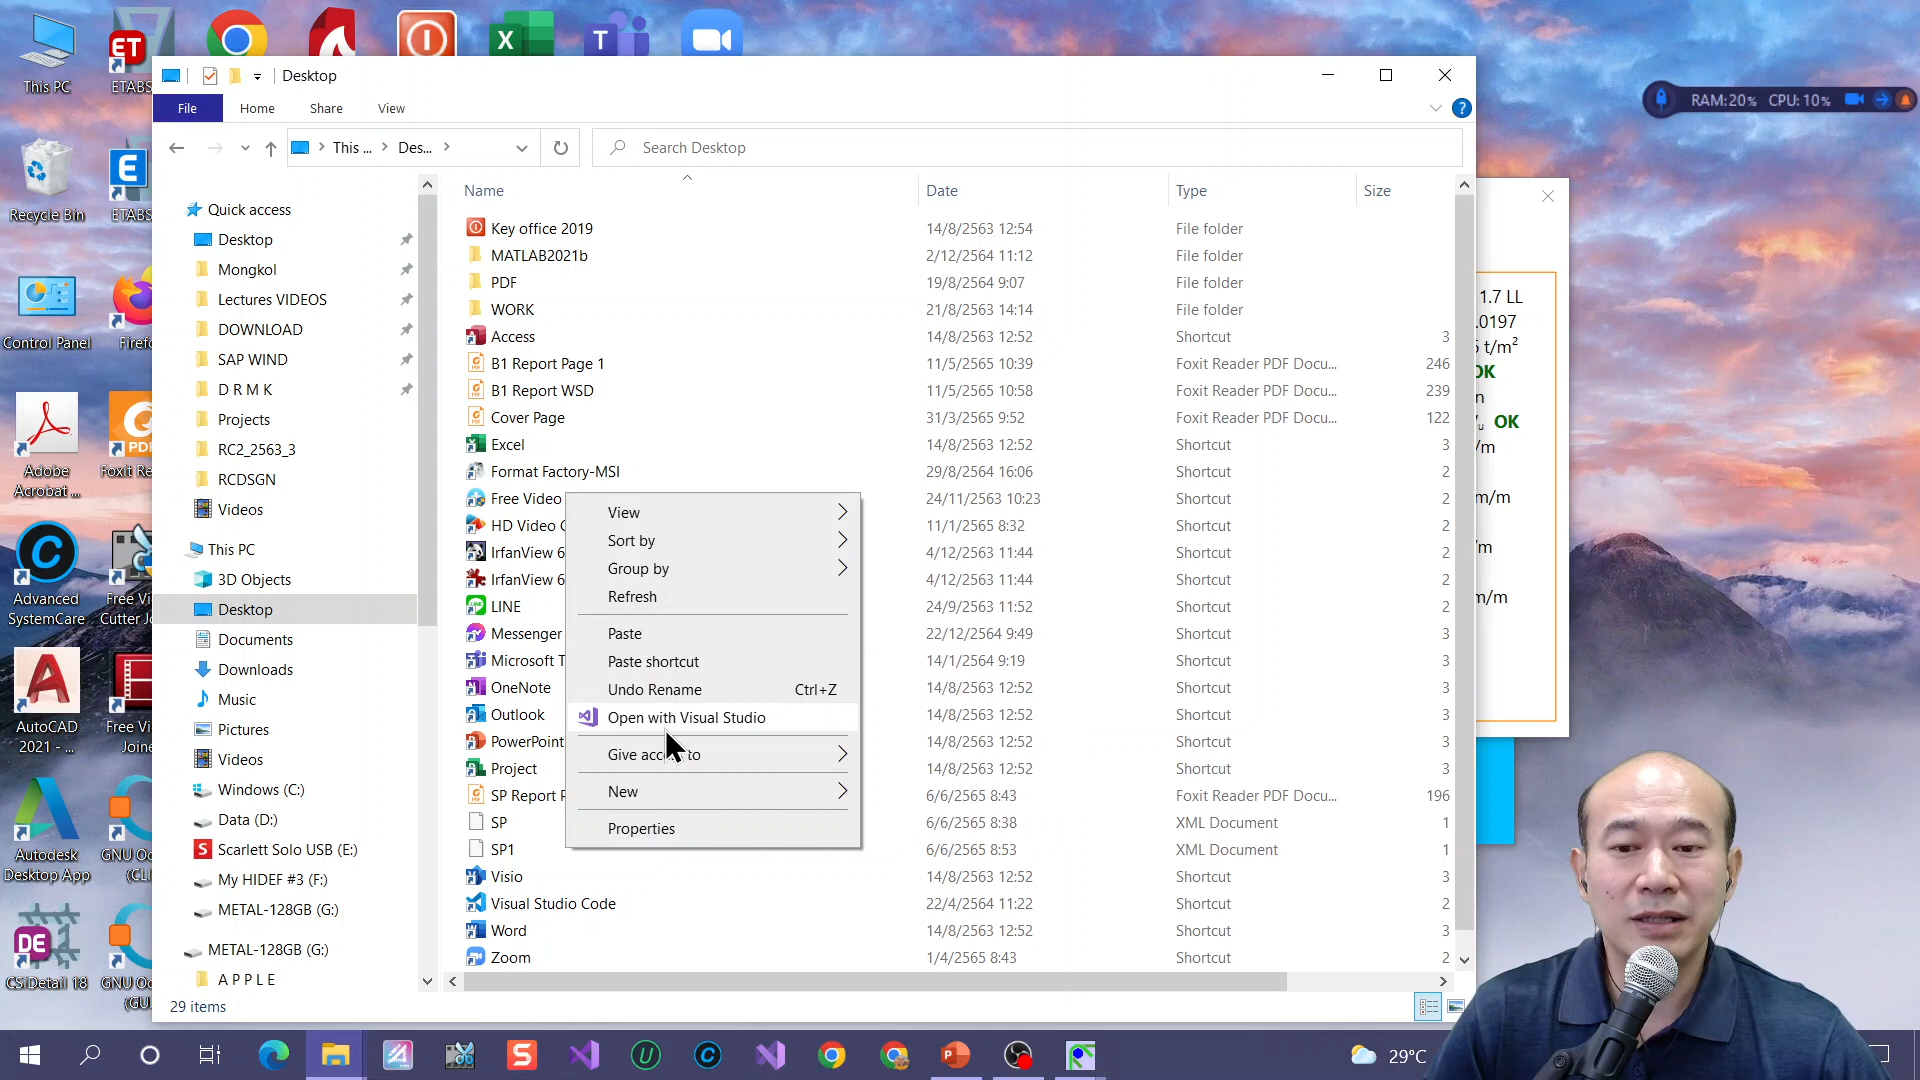 This PC
ETABS
Recycle Bin
ETABS
Control Panel
Firefo
Adobe
Acrobat ...
Foxit Re
Advanced
SystemCare
Free Vi
Cutter Jo
AutoCAD
2021 - ...
Free Vi
Joine
Autodesk
Desktop App
GNU Oc
(CLI
CSiDetail 18
GNU Oc
(GU
Desktop
File
Home
Share
View
This ...
Des...
Search Desktop
Quick access
Desktop
Mongkol
Lectures VIDEOS
DOWNLOAD
SAP WIND
D R M K
Projects
RC2_2563_3
RCDSGN
Videos
This PC
3D Objects
Desktop
Documents
Downloads
Music
Pictures
Videos
Windows (C:)
Data (D:)
Scarlett Solo USB (E:)
My HIDEF #3 (F:)
METAL-128GB (G:)
METAL-128GB (G:)
A P P L E
29 items
Name Date Type Size
Key office 2019 14/8/2563 12:54 File folder
MATLAB2021b 2/12/2564 11:12 File folder
PDF 19/8/2564 9:07 File folder
WORK 21/8/2563 14:14 File folder
Access 14/8/2563 12:52 Shortcut 3
B1 Report Page 1 11/5/2565 10:39 Foxit Reader PDF Docu... 246
B1 Report WSD 11/5/2565 10:58 Foxit Reader PDF Docu... 239
Cover Page 31/3/2565 9:52 Foxit Reader PDF Docu... 122
Excel 14/8/2563 12:52 Shortcut 3
Format Factory-MSI 29/8/2564 16:06 Shortcut 2
Free Video 24/11/2563 10:23 Shortcut 2
HD Video C 11/1/2565 8:32 Shortcut 2
IrfanView 6 4/12/2563 11:44 Shortcut 2
IrfanView 6 4/12/2563 11:44 Shortcut 2
LINE 24/9/2563 11:52 Shortcut 2
Messenger 22/12/2564 9:49 Shortcut 3
Microsoft T 14/1/2564 9:19 Shortcut 3
OneNote 14/8/2563 12:52 Shortcut 3
Outlook 14/8/2563 12:52 Shortcut 3
PowerPoint 14/8/2563 12:52 Shortcut 3
Project 14/8/2563 12:52 Shortcut 3
SP Report P 6/6/2565 8:43 Foxit Reader PDF Docu... 196
SP 6/6/2565 8:38 XML Document 1
SP1 6/6/2565 8:53 XML Document 1
Visio 14/8/2563 12:52 Shortcut 3
Visual Studio Code 22/4/2564 11:22 Shortcut 2
Word 14/8/2563 12:52 Shortcut 3
Zoom 1/4/2565 8:43 Shortcut 2
View
Sort by
Group by
Refresh
Paste
Paste shortcut
Undo Rename Ctrl+Z
Open with Visual Studio
Give access to
New
Properties
RAM:20% CPU: 10%
1.7 LL
.0197
t/m²
OK
OK
/m
m/m
/m
n/m
29°C